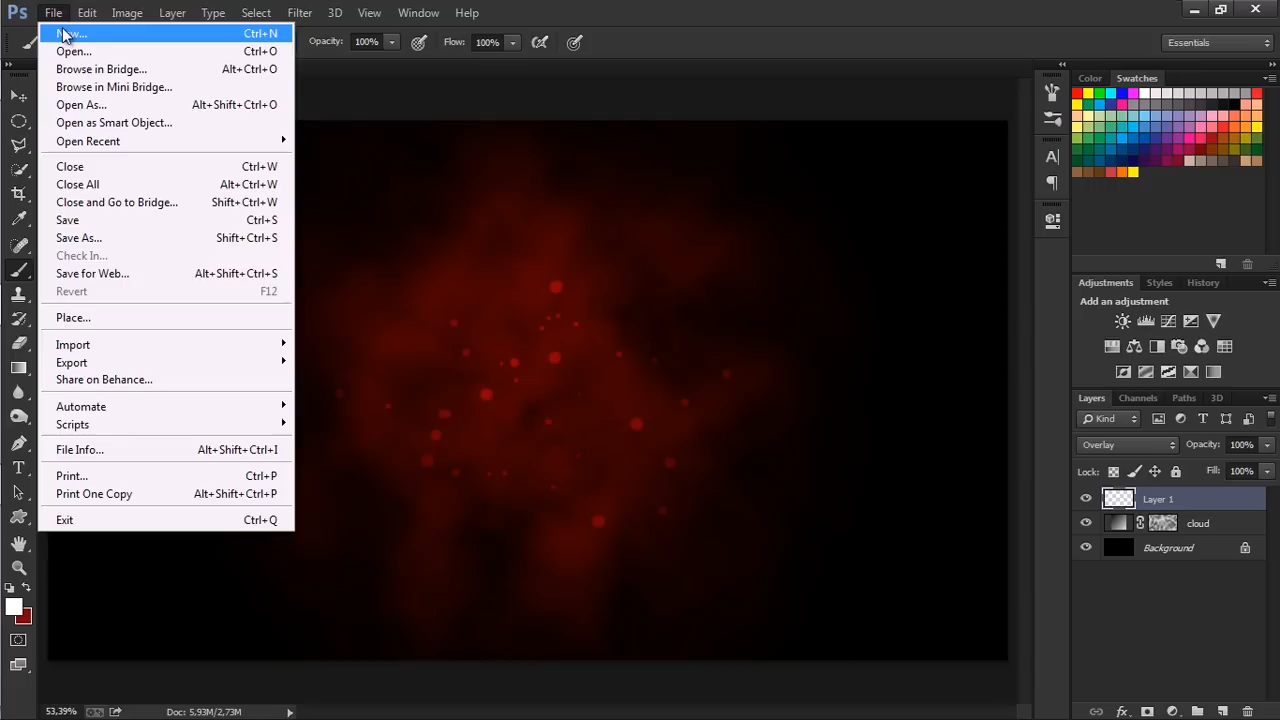 Ps File Edit Image Layer Type Select Filter 3D View Window Help
Opacity: 100% Flow: 100% Essentials
Ctrl+N
Open... Ctrl+O
Browse in Bridge... Alt+Ctrl+O
Browse in Mini Bridge...
Open As... Alt+Shift+Ctrl+O
Open as Smart Object...
Open Recent
Close Ctrl+W
Close All Alt+Ctrl+W
Close and Go to Bridge... Shift+Ctrl+W
Save Ctrl+S
Save As... Shift+Ctrl+S
Check In...
Save for Web... Alt+Shift+Ctrl+S
Revert F12
Place...
Import
Export
Share on Behance...
Automate
Scripts
File Info... Alt+Shift+Ctrl+I
Print... Ctrl+P
Print One Copy Alt+Shift+Ctrl+P
Exit Ctrl+Q
Color Swatches
Adjustments Styles History
Add an adjustment
Layers Channels Paths 3D
Kind
Overlay Opacity: 100%
Lock: Fill: 100%
Layer 1
cloud
Background
53,39% Doc: 5,93M/2,73M